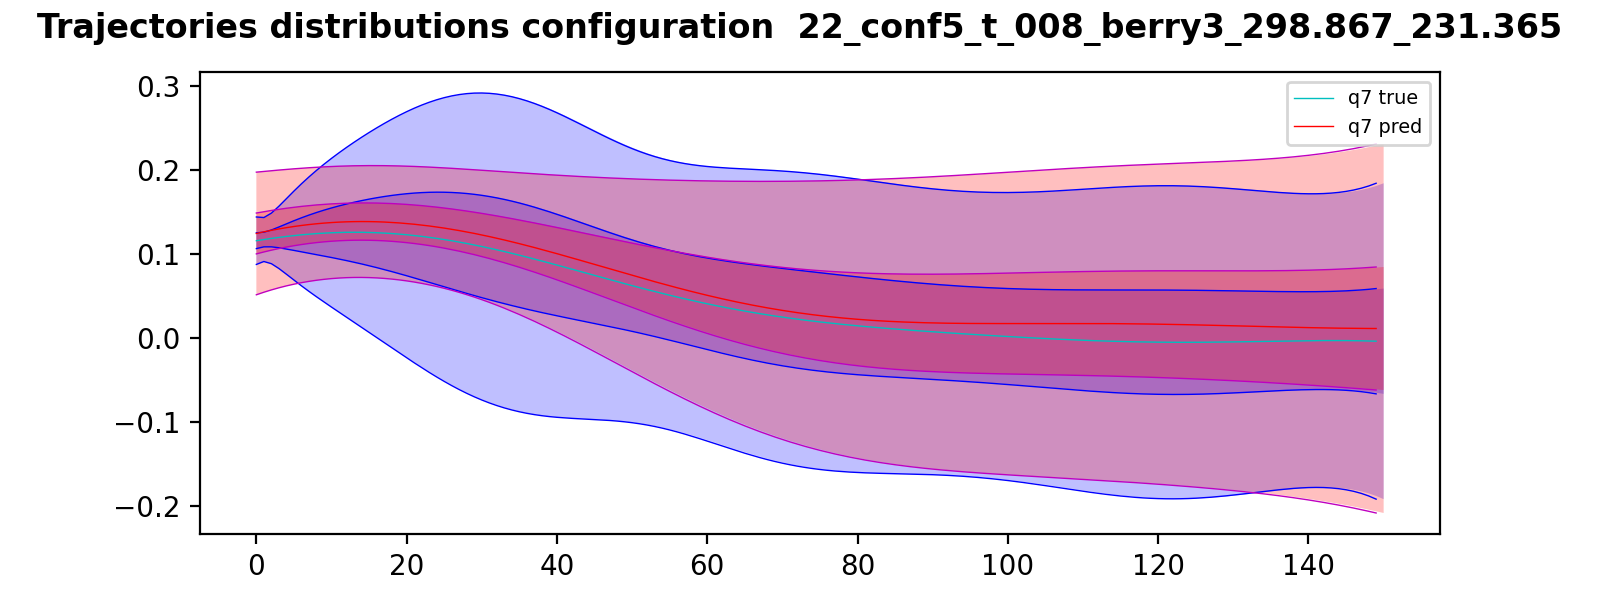 Trajectories distributions configuration  22_conf5_t_008_berry3_298.867_231.365
0.3
0.2
0.1
0.0
−0.1
−0.2
q7 true
q7 pred
0 20 40 60 80 100 120 140